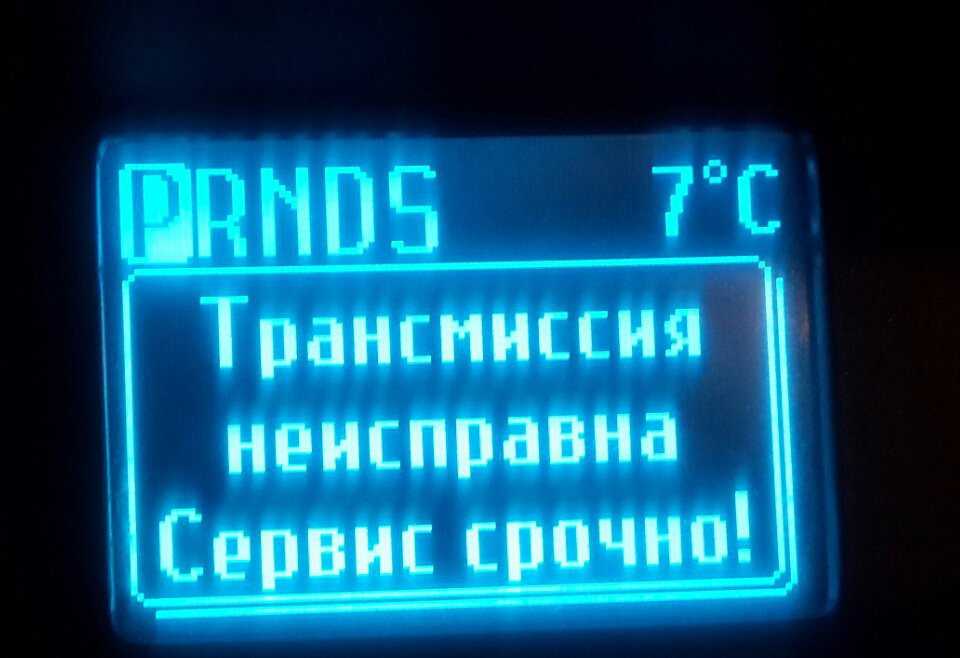 PRNDS 7°C
Трансмиссия
неисправна
Сервис срочно!